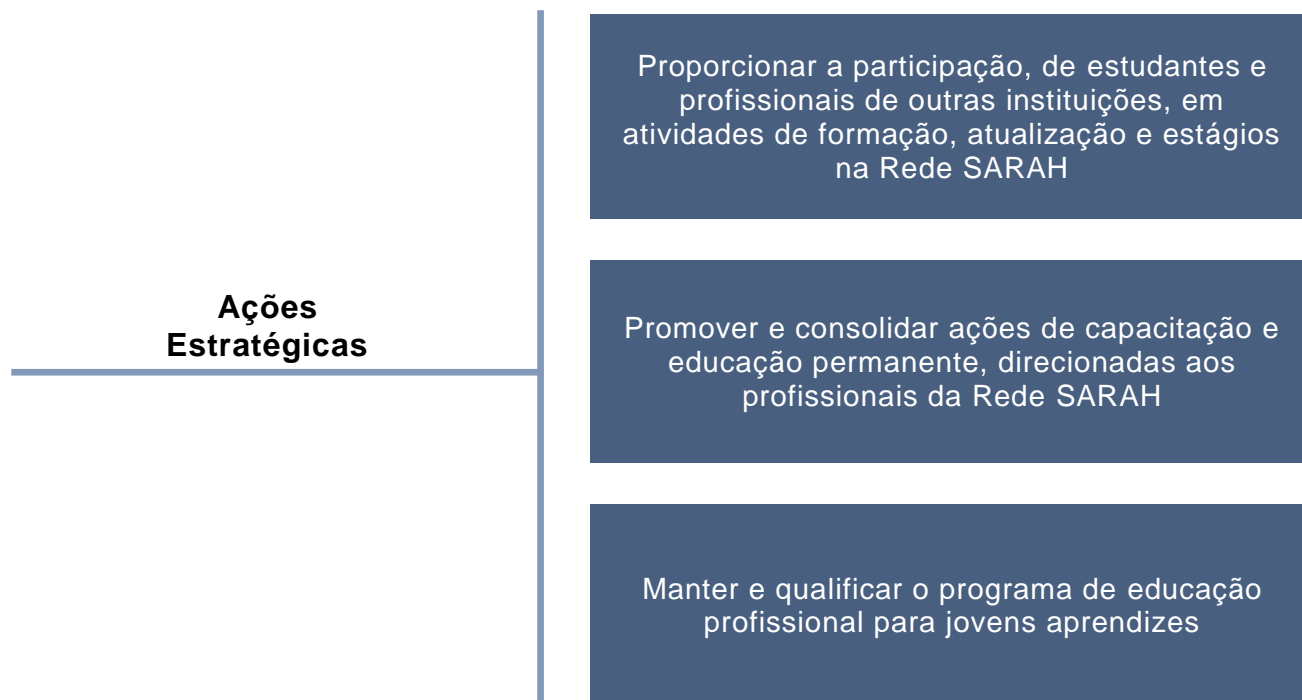 Ações
Estratégicas
Proporcionar a participação, de estudantes e
profissionais de outras instituições, em
atividades de formação, atualização e estágios
na Rede SARAH
Promover e consolidar ações de capacitação e
educação permanente, direcionadas aos
profissionais da Rede SARAH
Manter e qualificar o programa de educação
profissional para jovens aprendizes